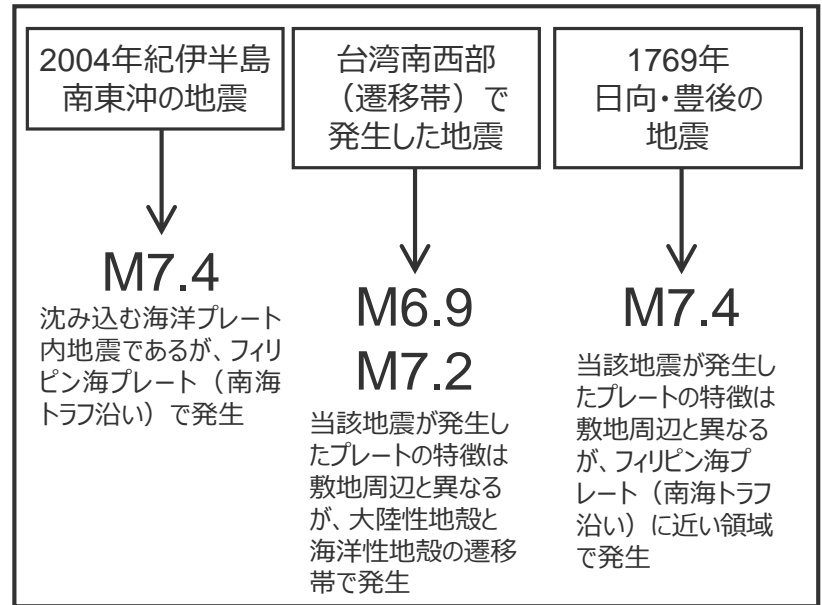 2004年紀伊半島
南東沖の地震
M7.4
沈み込む海洋プレート
内地震であるが、フィリ
ピン海プレート（南海
トラフ沿い）で発生
台湾南西部
（遷移帯）で
発生した地震
M6.9
M7.2
当該地震が発生し
たプレートの特徴は
敷地周辺と異なる
が、大陸性地殻と
海洋性地殻の遷移
帯で発生
1769年
日向・豊後の
地震
M7.4
当該地震が発生し
たプレートの特徴は
敷地周辺と異なる
が、フィリピン海プ
レート（南海トラフ
沿い）に近い領域
で発生